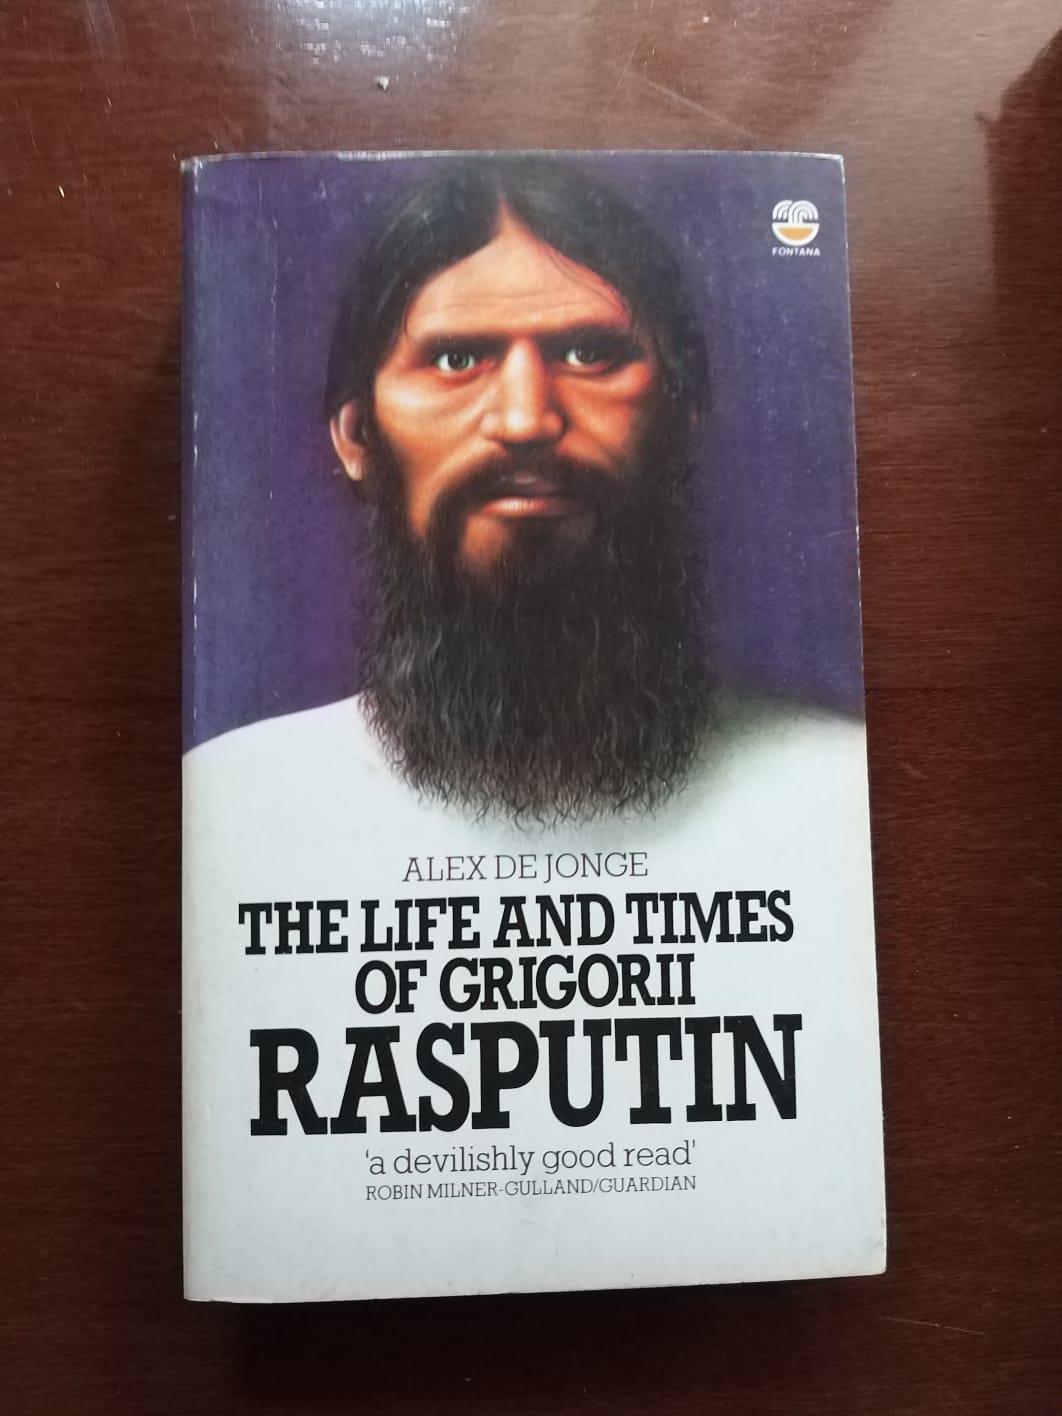 FONTANA
ALEX DE JONGE
THE LIFE AND TIMES
OF GRIGORII
RASPUTIN
'a devilishly good read'
ROBIN MILNER-GULLAND/GUARDIAN